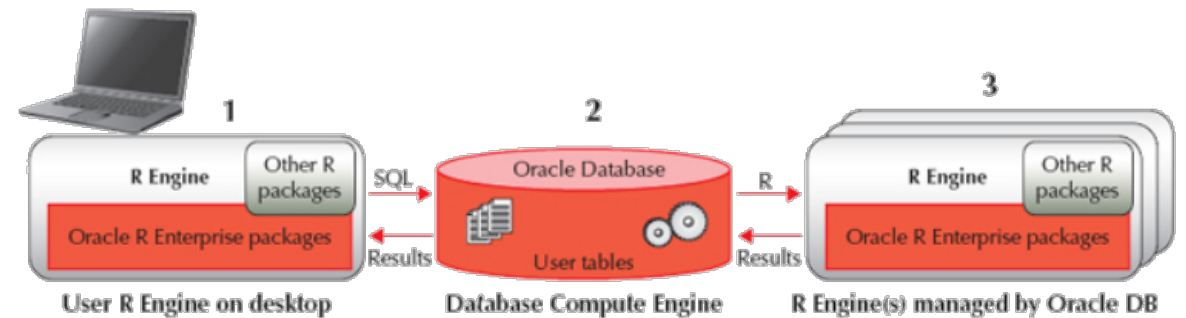 1
R Engine
Other R
packages
Oracle R Enterprise packages
User R Engine on desktop
SQL
Results
2
Oracle Database
User tables
Database Compute Engine
R
Results
3
R Engine
Other R
packages
Oracle R Enterprise packages
R Engine(s) managed by Oracle DB